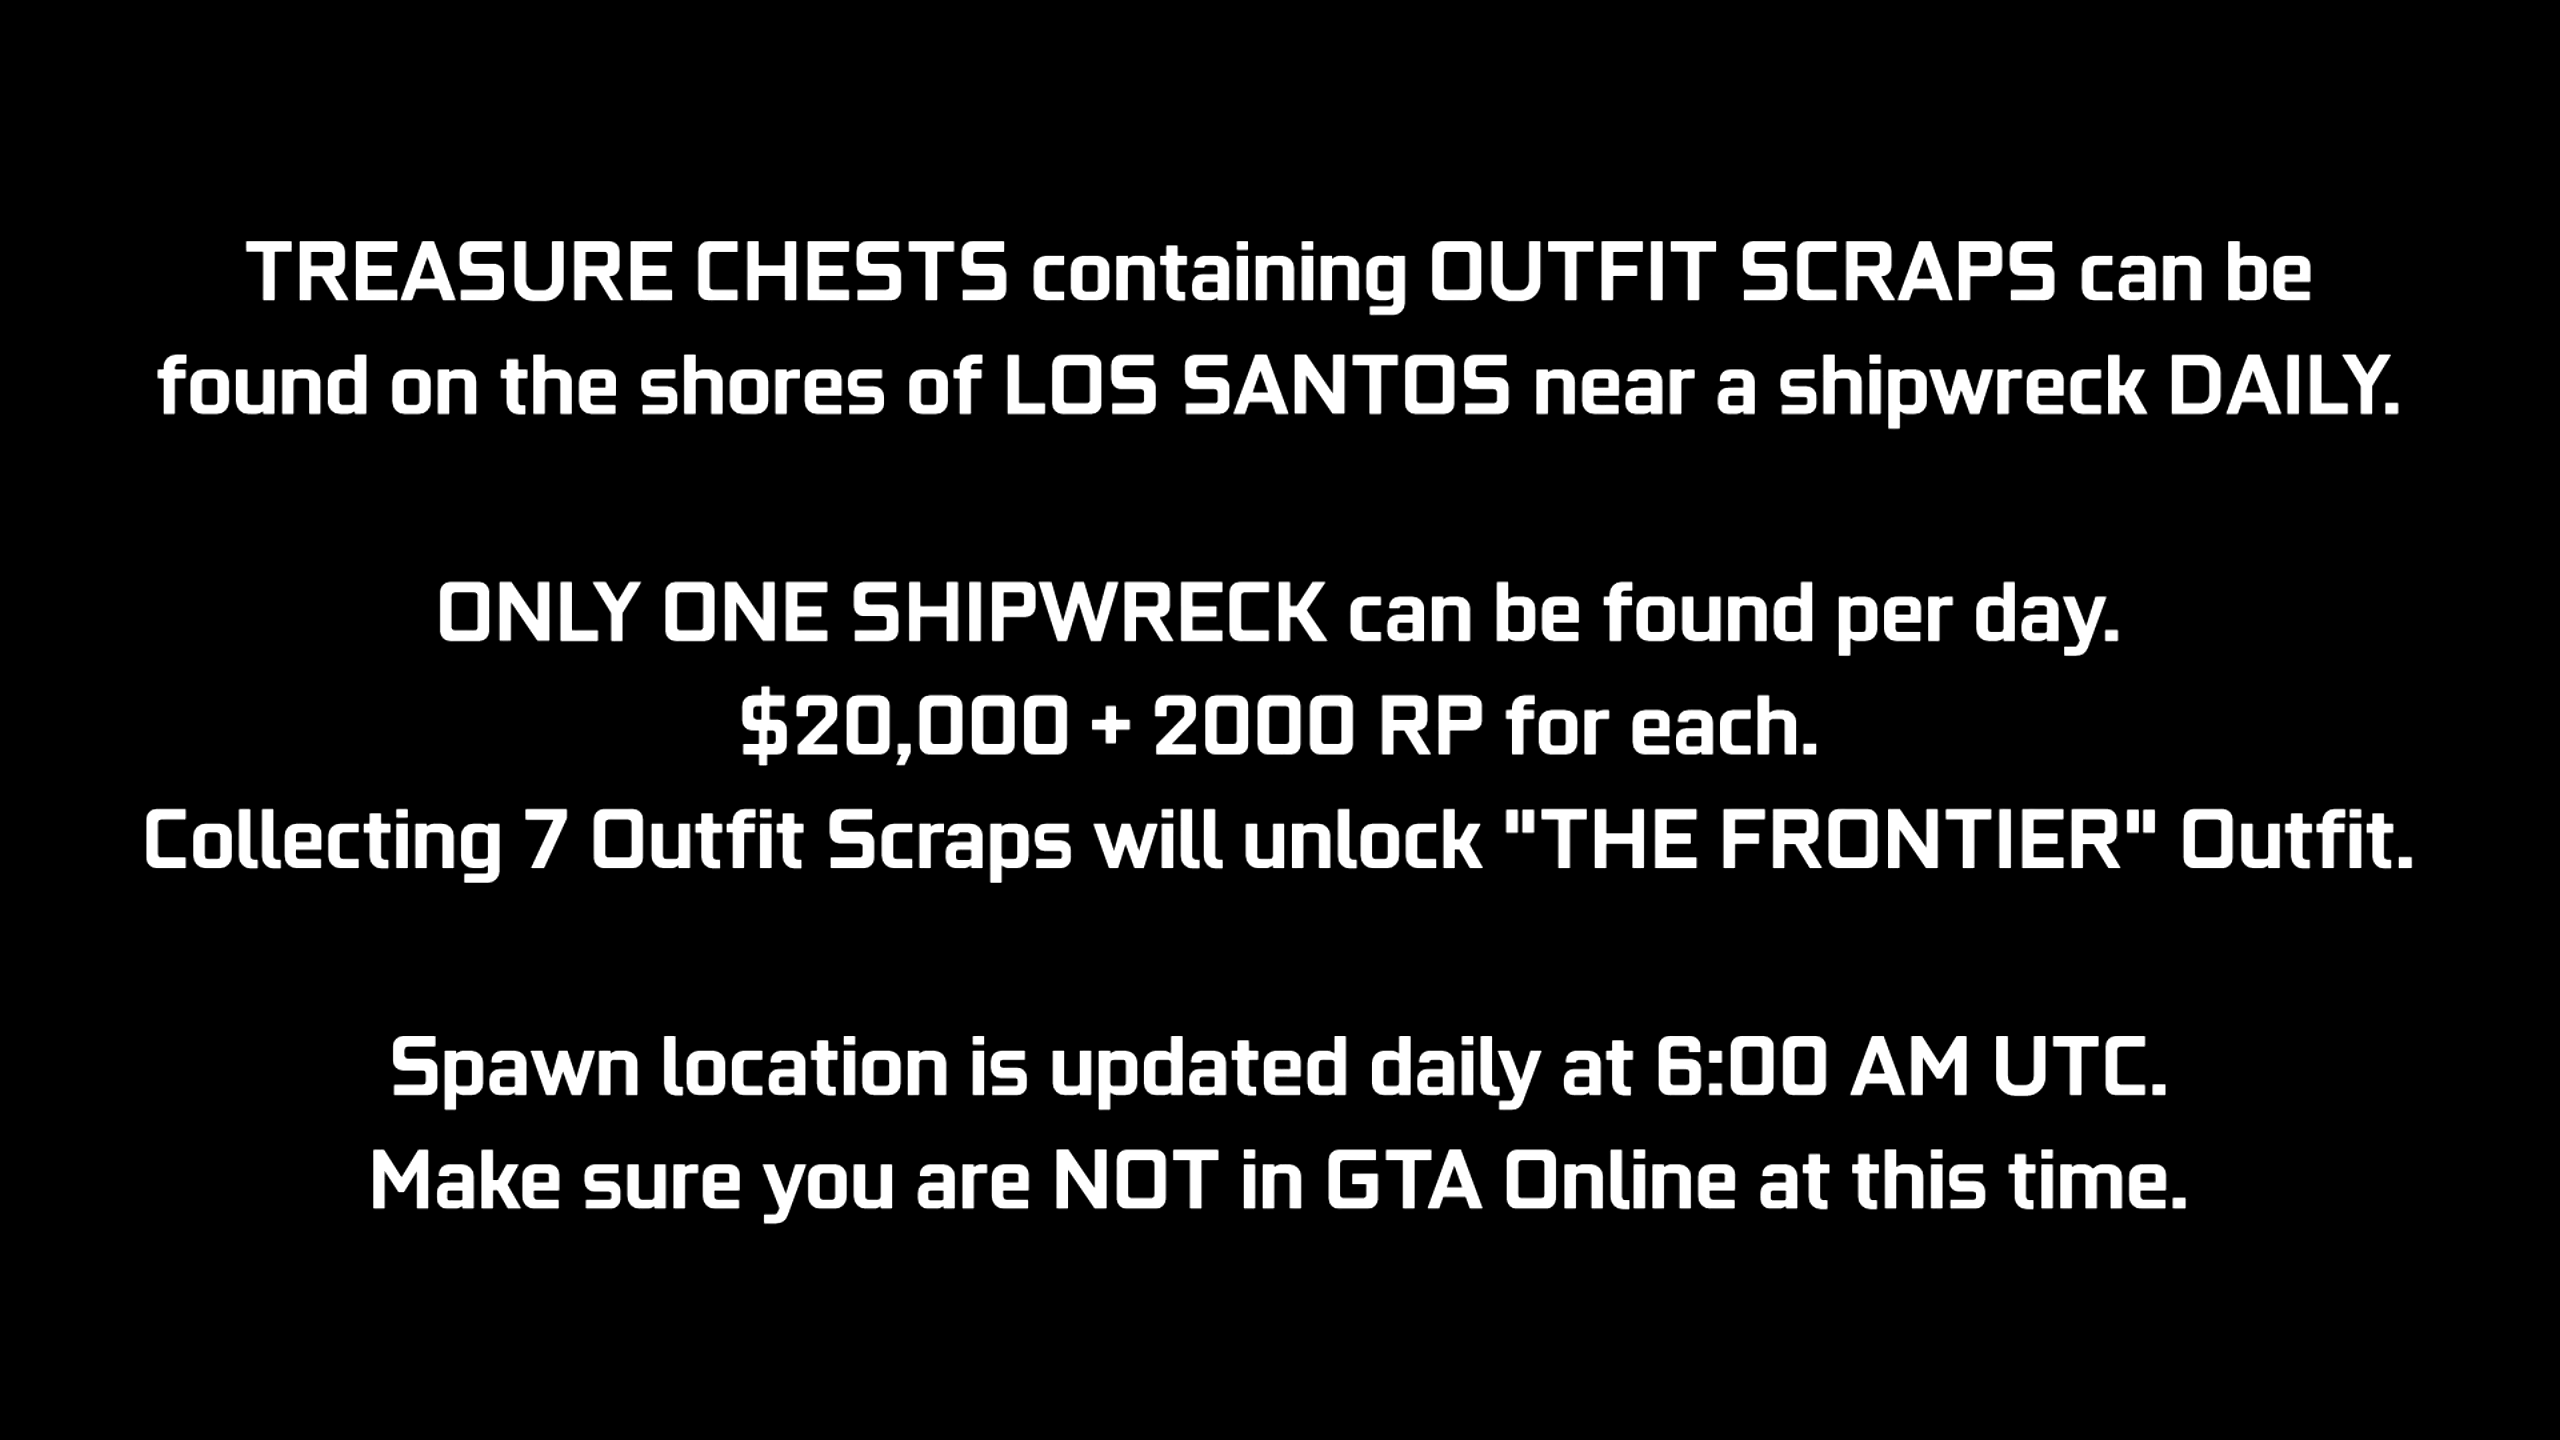 TREASURE CHESTS containing OUTFIT SCRAPS can be
found on the shores of LOS SANTOS near a shipwreck DAILY.
ONLY ONE SHIPWRECK can be found per day.
$20,000 + 2000 RP for each.
Collecting 7 Outfit Scraps will unlock "THE FRONTIER" Outfit.
Spawn location is updated daily at 6:00 AM UTC.
Make sure you are NOT in GTA Online at this time.